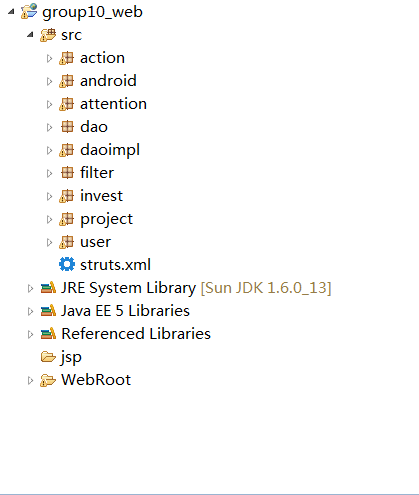 group10_web
src
action
android
attention
dao
daoimpl
filter
invest
project
user
struts.xml
JRE System Library [Sun JDK 1.6.0_13]
Java EE 5 Libraries
Referenced Libraries
jsp
WebRoot